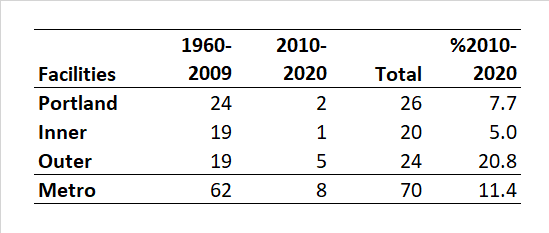 1960- 2010- %2010-
Facilities 2009 2020 Total 2020
Portland 24 2 26 7.7
Inner 19 1 20 5.0
Outer 19 5 24 20.8
Metro 62 8 70 11.4